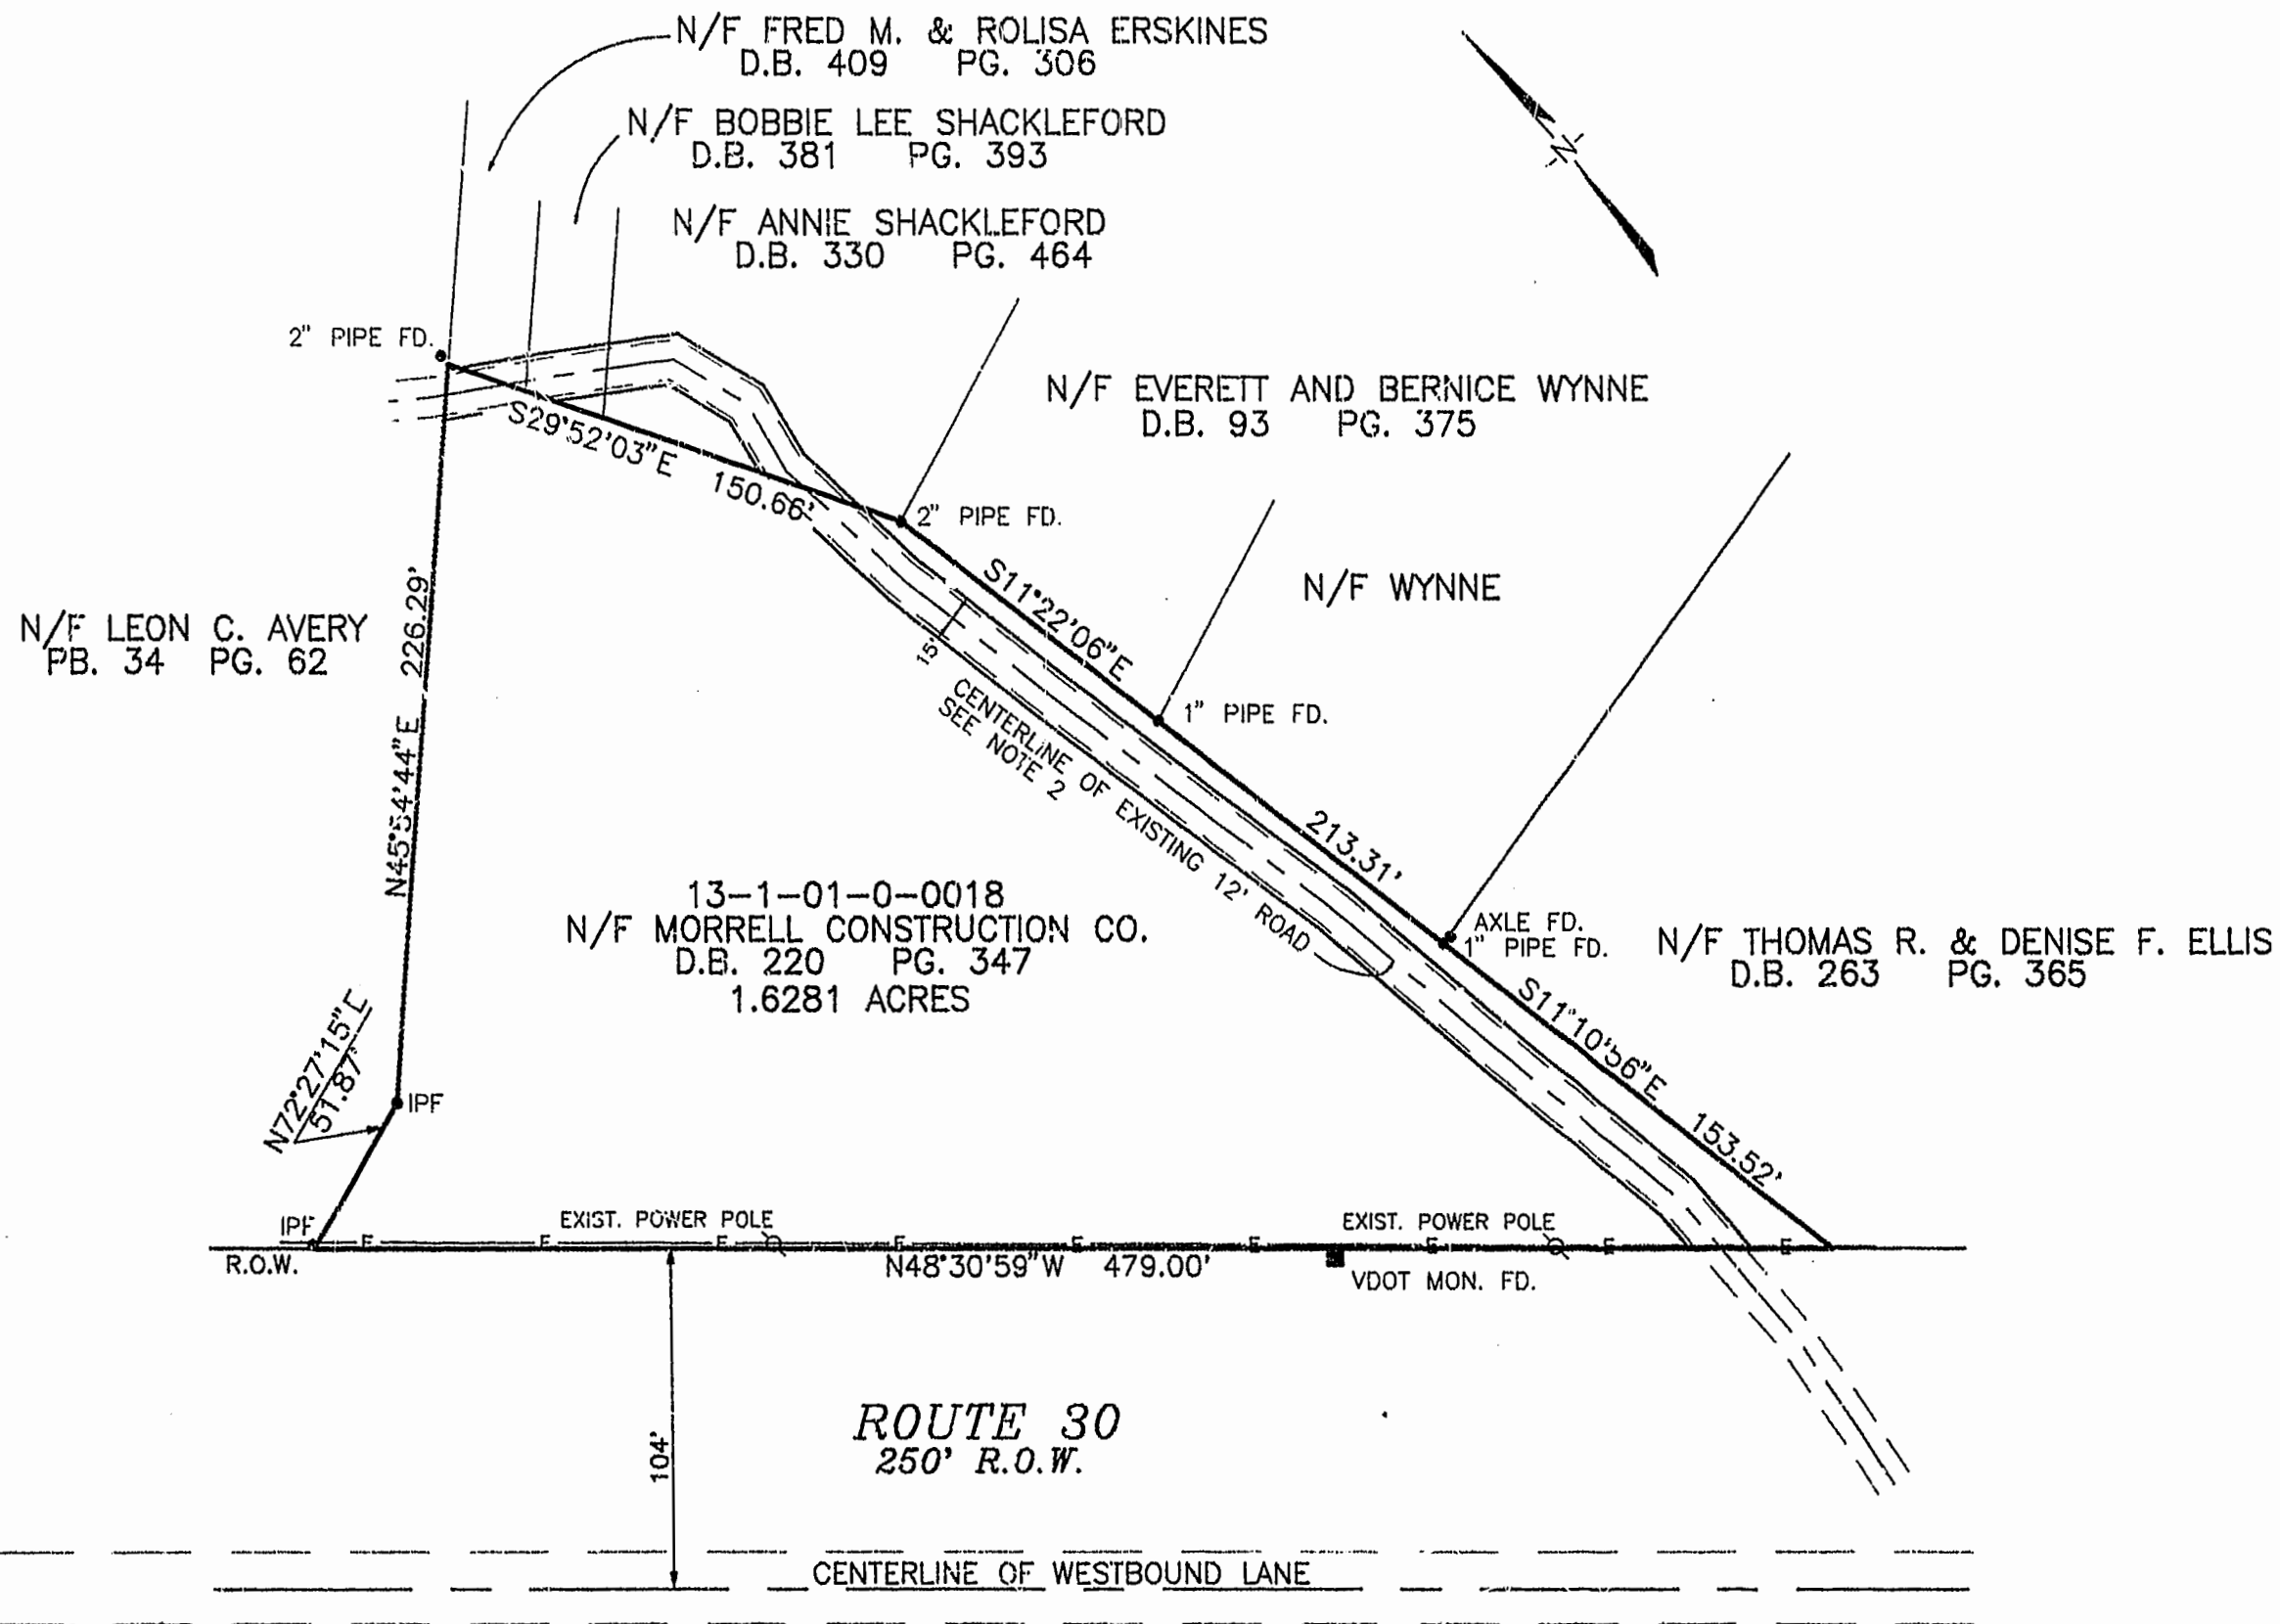 N/F FRED M. & ROLISA ERSKINES
D.B. 409 PG. 306
N/F BOBBIE LEE SHACKLEFORD
D.B. 381 PG. 393
N/F ANNIE SHACKLEFORD
D.B. 330 PG. 464
N
2" PIPE FD.
N/F EVERETT AND BERNICE WYNNE
D.B. 93 PG. 375
S29°52'03"E 150.66'
2" PIPE FD.
S11°22'06"E 213.31'
N/F WYNNE
N/F LEON C. AVERY
PB. 34 PG. 62
N45°54'44"E 226.29'
15'
1" PIPE FD.
CENTERLINE OF EXISTING 12' ROAD
SEE NOTE 2
13-1-01-0-0018
N/F MORRELL CONSTRUCTION CO.
D.B. 220 PG. 347
1.6281 ACRES
AXLE FD.
1" PIPE FD.
N/F THOMAS R. & DENISE F. ELLIS
D.B. 263 PG. 365
S11°10'56"E 153.52'
N72°27'15"E
51.87'
IPF
IPF
EXIST. POWER POLE
EXIST. POWER POLE
E E E E E E E E E
R.O.W.
N48°30'59"W 479.00'
VDOT MON. FD.
104'
ROUTE 30
250' R.O.W.
CENTERLINE OF WESTBOUND LANE